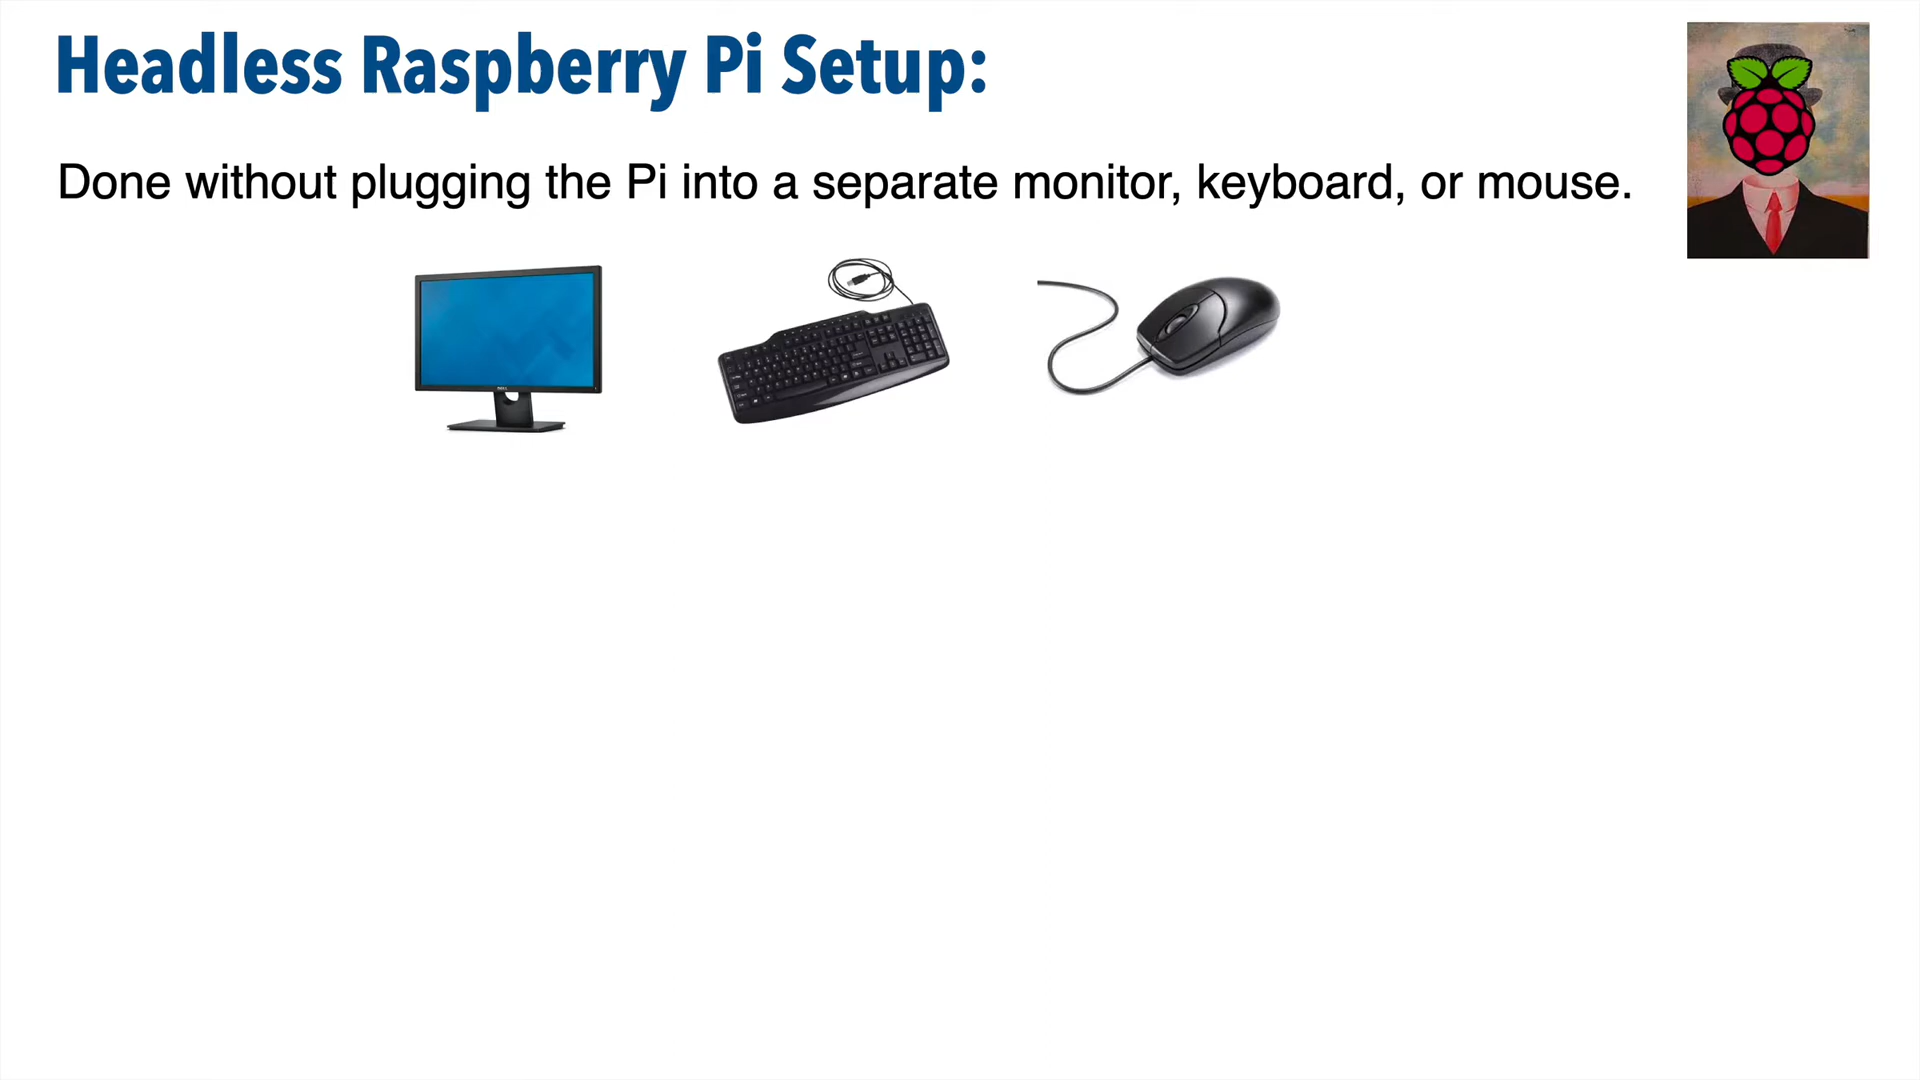 Headless Raspberry Pi Setup:
Done without plugging the Pi into a separate monitor, keyboard, or mouse.